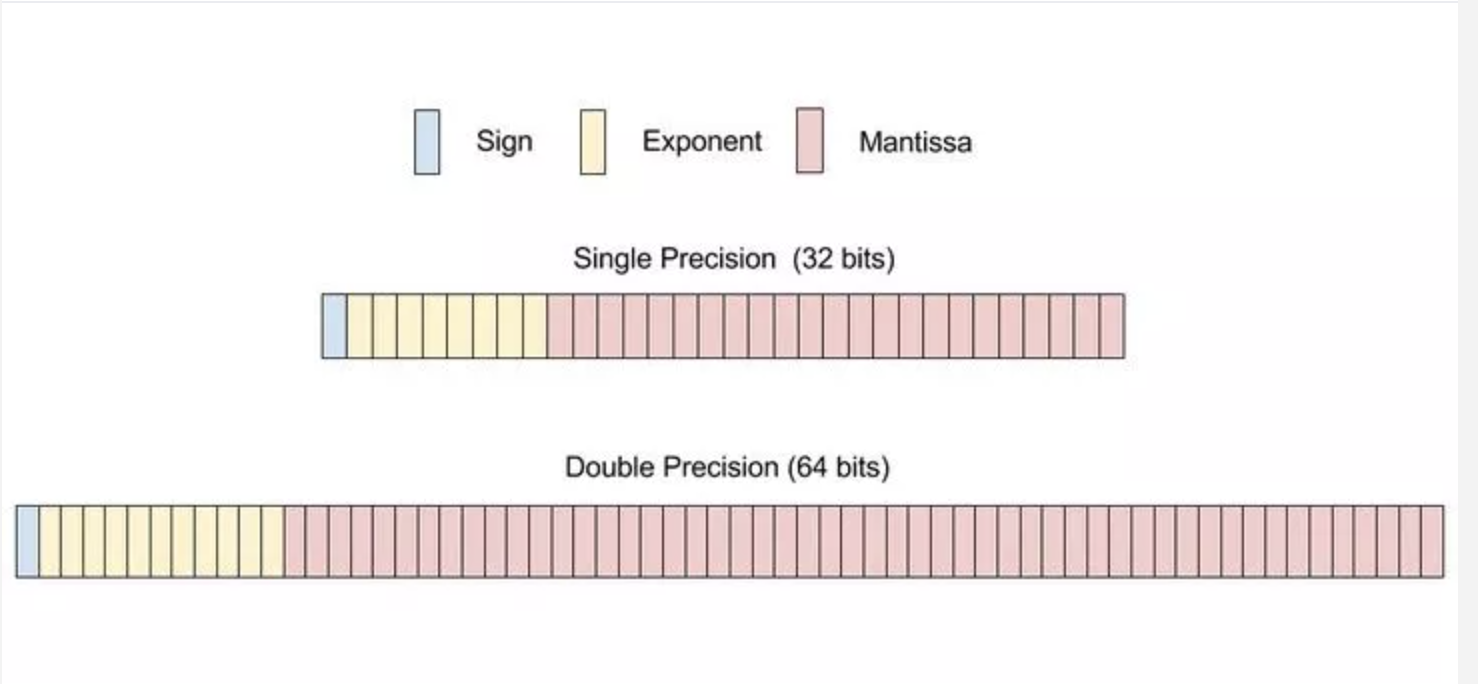 Sign Exponent Mantissa
Single Precision (32 bits)
Double Precision (64 bits)